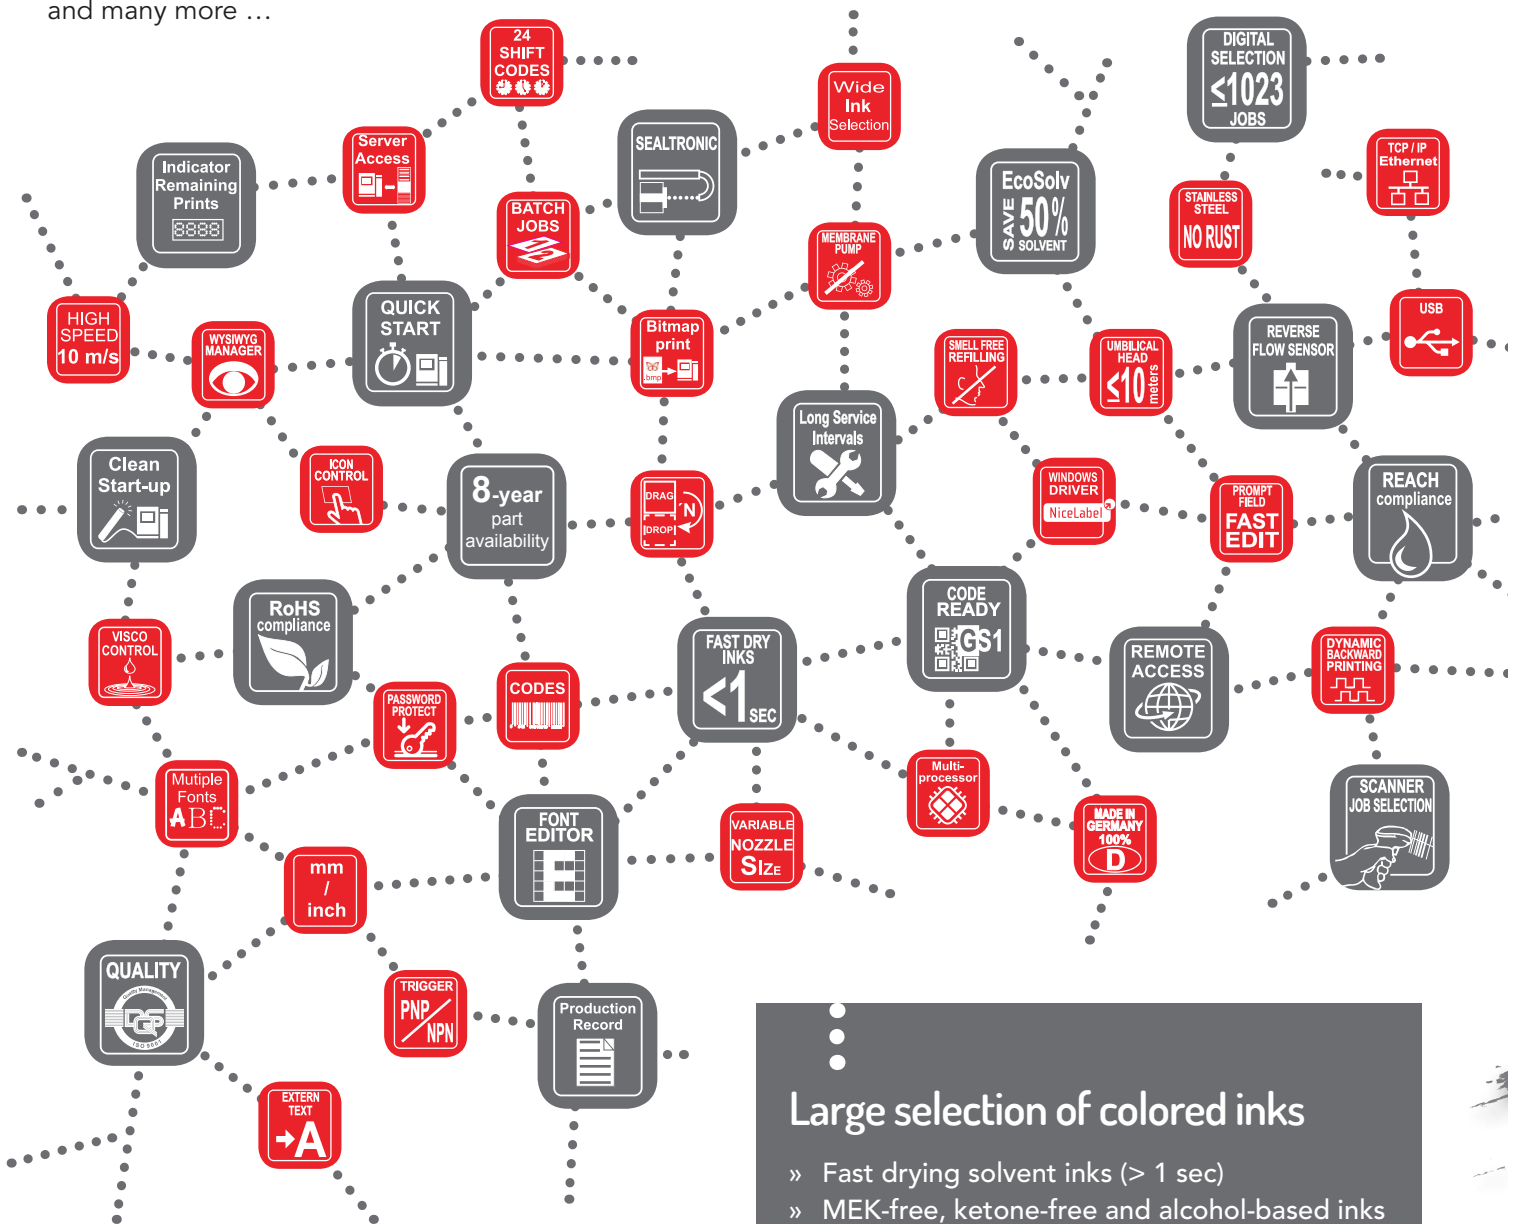 and many more …
24
SHIFT
CODES
Wide
Ink
Selection
DIGITAL
SELECTION
≤1023
JOBS
Server
Access
SEALTRONIC
TCP / IP
Ethernet
Indicator
Remaining
Prints
8888
BATCH
JOBS
EcoSolv
SAVE
50%
SOLVENT
STAINLESS
STEEL
NO RUST
MEMBRANE
PUMP
HIGH
SPEED
10 m/s
WYSIWYG
MANAGER
QUICK
START
Bitmap
print
.bmp
SMELL FREE
REFILLING
UMBILICAL
HEAD
≤10
meters
REVERSE
FLOW SENSOR
USB
Long Service
Intervals
Clean
Start-up
ICON
CONTROL
8-year
part
availability
DRAG
'N
DROP
WINDOWS
DRIVER
NiceLabel
PROMPT
FIELD
FAST
EDIT
REACH
compliance
RoHS
compliance
CODE
READY
GS1
VISCO
CONTROL
FAST DRY
INKS
<1
SEC
REMOTE
ACCESS
DYNAMIC
BACKWARD
PRINTING
PASSWORD
PROTECT
CODES
Mutiple
Fonts
ABC
Multi-
processor
SCANNER
JOB SELECTION
FONT
EDITOR
E
VARIABLE
NOZZLE
SIZE
MADE IN
GERMANY
100%
D
mm
/
inch
QUALITY
Quality Management
DQS
ISO 9001
TRIGGER
PNP/
NPN
Production
Record
EXTERN
TEXT
A
Large selection of colored inks
» Fast drying solvent inks (> 1 sec)
» MEK-free, ketone-free and alcohol-based inks